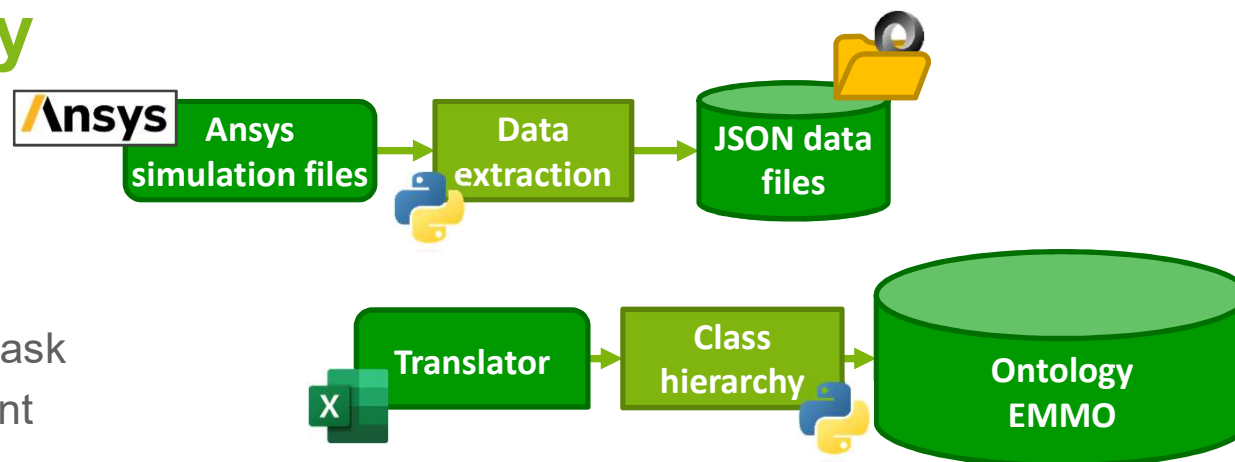 y
Ansys
Ansys
simulation files
Data
extraction
JSON data
files
ask
nt
X
Translator
Class
hierarchy
Ontology
EMMO